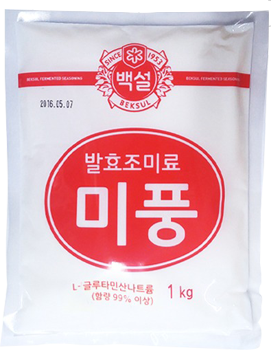 SINCE 1953
백설
BEKSUL
BEKSUL FERMENTED SEASONING
BEKSUL FERMENTED SEASONING
2016.05.07
발효조미료
미풍
L-글루타민산나트륨
(함량 99% 이상)
1 kg